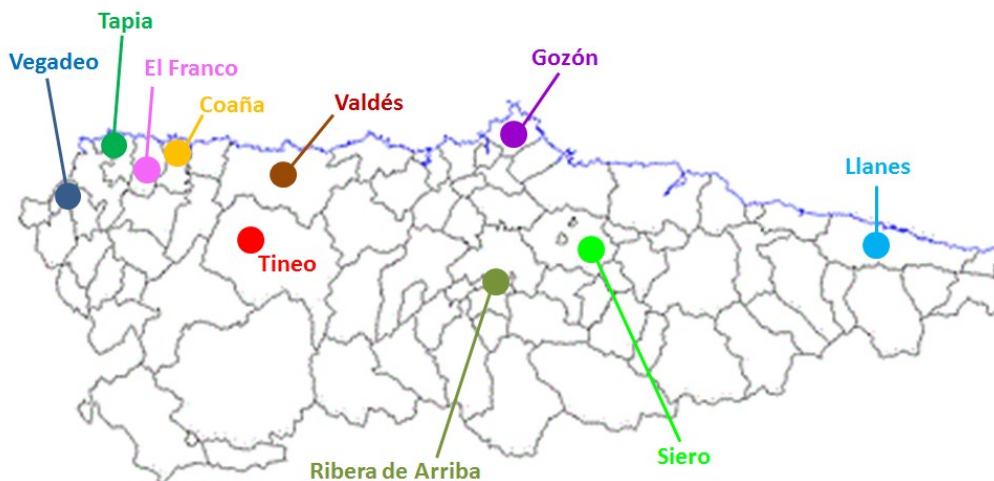 Tapia
Vegadeo
El Franco
Coaña
Valdés
Gozón
Llanes
Tineo
Ribera de Arriba
Siero